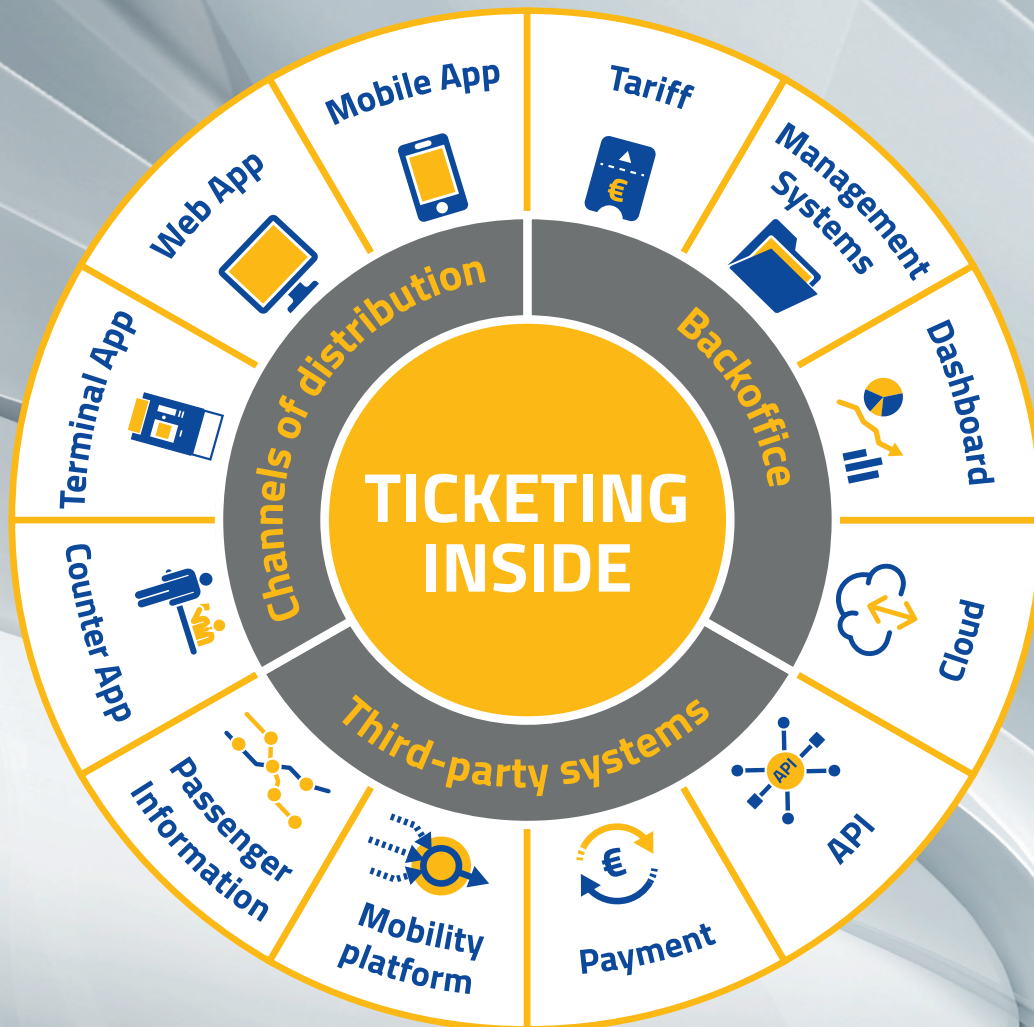 TICKETING
INSIDE
Channels of distribution
Backoffice
Third-party systems
Tariff
€
Management
Systems
Dashboard
Cloud
API
API
Payment
€
Mobility
platform
Passenger
Information
Counter App
Terminal App
Web App
Mobile App